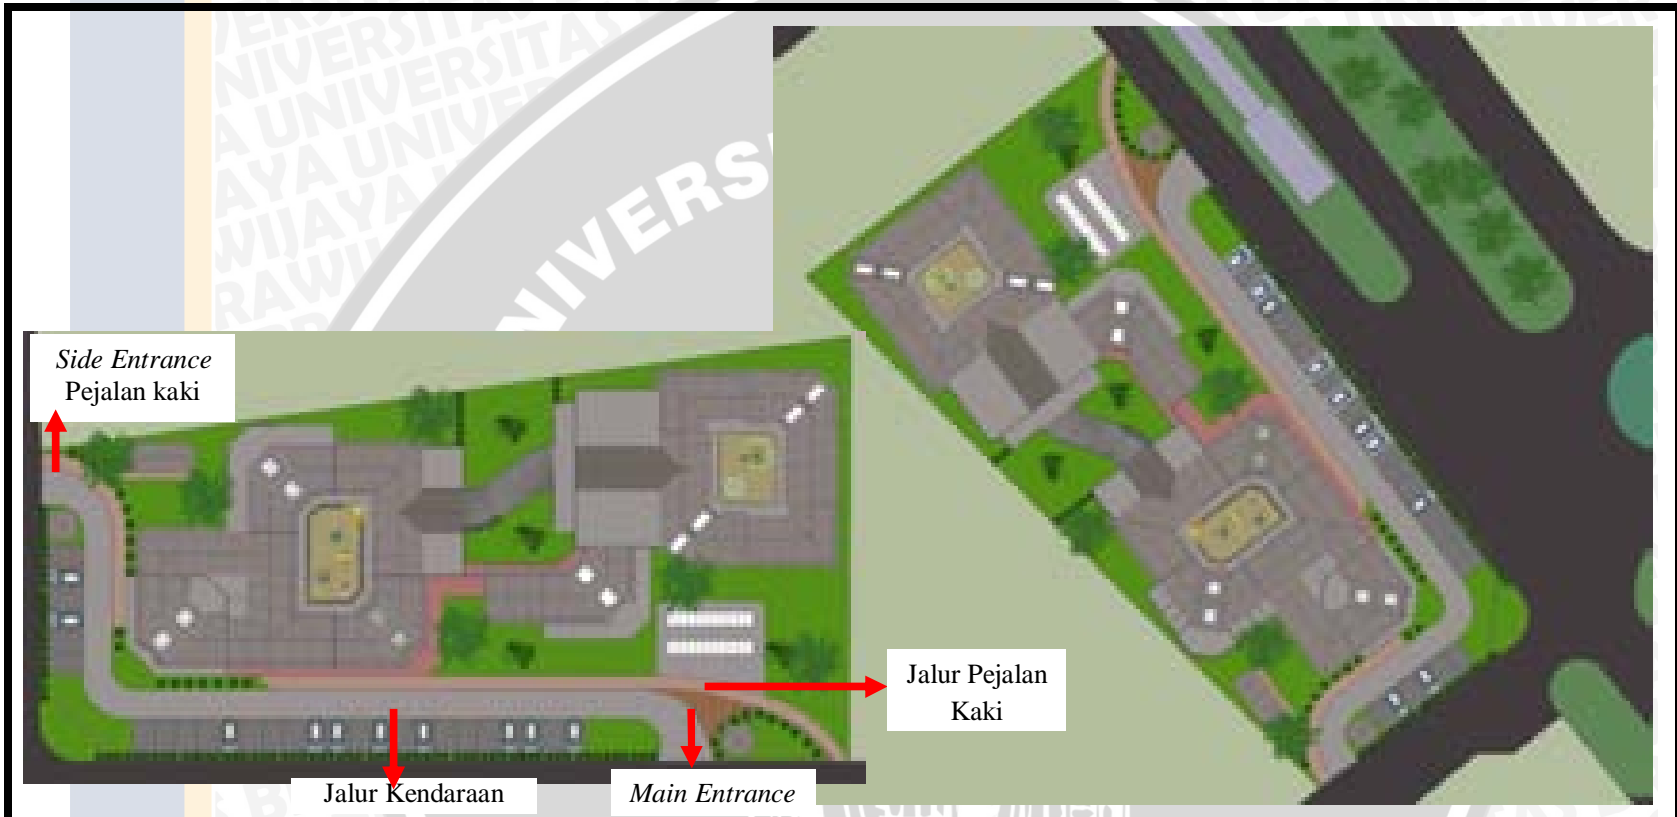 Side Entrance
Pejalan kaki
Jalur Pejalan
Kaki
Jalur Kendaraan
Main Entrance